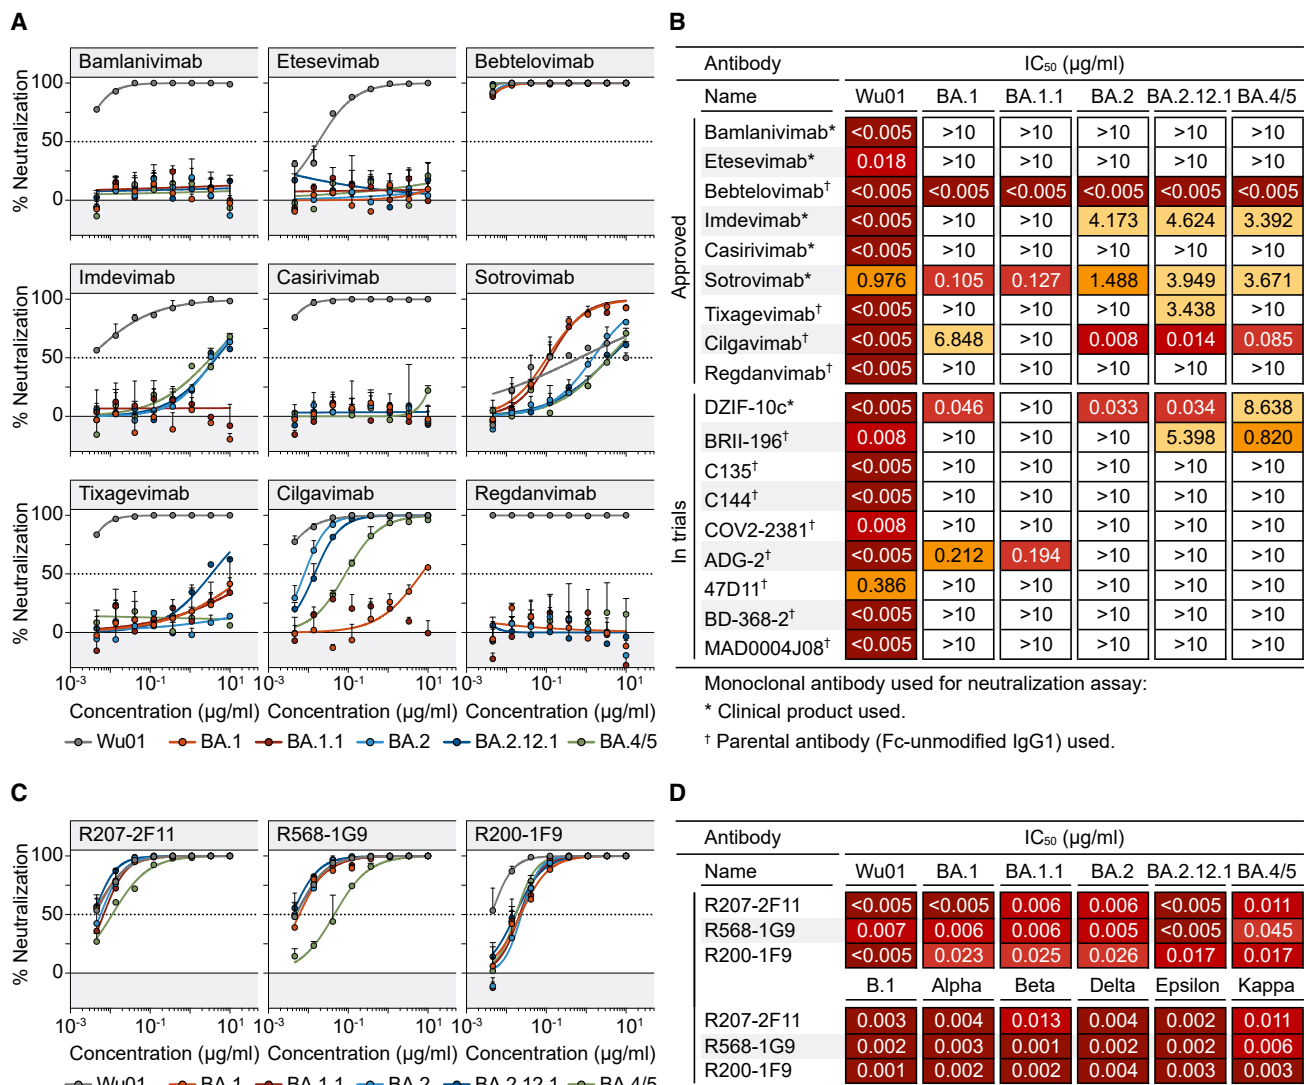 A
Bamlanivimab
Etesevimab
Bebtelovimab
% Neutralization
100
50
0
Imdevimab
Casirivimab
Sotrovimab
% Neutralization
100
50
0
Tixagevimab
Cilgavimab
Regdanvimab
% Neutralization
100
50
0
10-3 10-1 101 10-3 10-1 101 10-3 10-1 101
Concentration (µg/ml) Concentration (µg/ml) Concentration (µg/ml)
Wu01 BA.1 BA.1.1 BA.2 BA.2.12.1 BA.4/5
B
Antibody IC50 (µg/ml)
Name Wu01 BA.1 BA.1.1 BA.2 BA.2.12.1 BA.4/5
Approved
Bamlanivimab* <0.005 >10 >10 >10 >10 >10
Etesevimab* 0.018 >10 >10 >10 >10 >10
Bebtelovimab† <0.005 <0.005 <0.005 <0.005 <0.005 <0.005
Imdevimab* <0.005 >10 >10 4.173 4.624 3.392
Casirivimab* <0.005 >10 >10 >10 >10 >10
Sotrovimab* 0.976 0.105 0.127 1.488 3.949 3.671
Tixagevimab† <0.005 >10 >10 >10 3.438 >10
Cilgavimab† <0.005 6.848 >10 0.008 0.014 0.085
Regdanvimab† <0.005 >10 >10 >10 >10 >10
In trials
DZIF-10c* <0.005 0.046 >10 0.033 0.034 8.638
BRII-196† 0.008 >10 >10 >10 5.398 0.820
C135† <0.005 >10 >10 >10 >10 >10
C144† <0.005 >10 >10 >10 >10 >10
COV2-2381† 0.008 >10 >10 >10 >10 >10
ADG-2† <0.005 0.212 0.194 >10 >10 >10
47D11† 0.386 >10 >10 >10 >10 >10
BD-368-2† <0.005 >10 >10 >10 >10 >10
MAD0004J08† <0.005 >10 >10 >10 >10 >10
Monoclonal antibody used for neutralization assay:
* Clinical product used.
† Parental antibody (Fc-unmodified IgG1) used.
C
R207-2F11
R568-1G9
R200-1F9
% Neutralization
100
50
0
10-3 10-1 101 10-3 10-1 101 10-3 10-1 101
Concentration (µg/ml) Concentration (µg/ml) Concentration (µg/ml)
Wu01 BA.1 BA.1.1 BA.2 BA.2.12.1 BA.4/5
D
Antibody IC50 (µg/ml)
Name Wu01 BA.1 BA.1.1 BA.2 BA.2.12.1 BA.4/5
R207-2F11 <0.005 <0.005 0.006 0.006 <0.005 0.011
R568-1G9 0.007 0.006 0.006 0.005 <0.005 0.045
R200-1F9 <0.005 0.023 0.025 0.026 0.017 0.017
B.1 Alpha Beta Delta Epsilon Kappa
R207-2F11 0.003 0.004 0.013 0.004 0.002 0.011
R568-1G9 0.002 0.003 0.001 0.002 0.002 0.006
R200-1F9 0.001 0.002 0.002 0.004 0.003 0.003